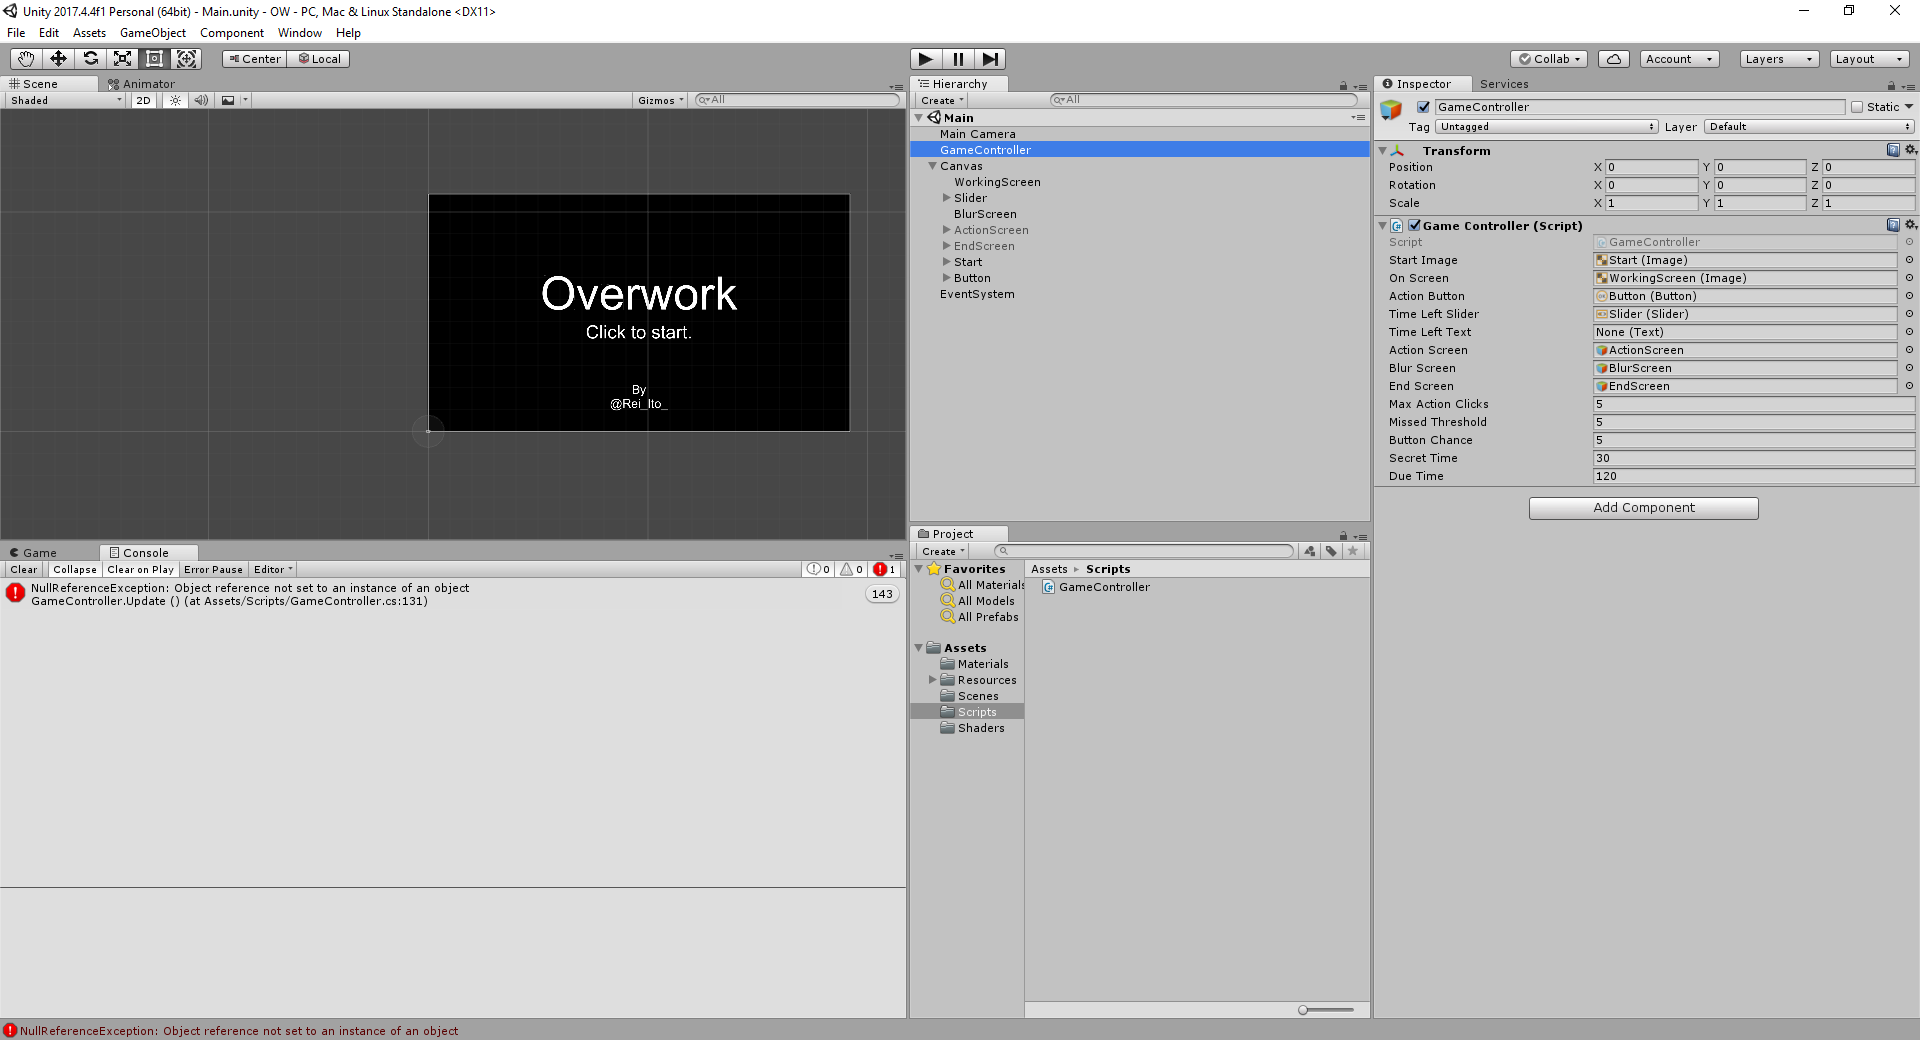 Unity 2017.4.4f1 Personal (64bit) - Main.unity - OW - PC, Mac & Linux Standalone <DX11>
File Edit Assets GameObject Component Window Help
Center Local
Collab Account Layers Layout
Scene Animator
Shaded 2D Gizmos All
Overwork
Click to start.
By
@Rei_Ito_
Game Console
Clear Collapse Clear on Play Error Pause Editor 0 0 1
NullReferenceException: Object reference not set to an instance of an object
GameController.Update () (at Assets/Scripts/GameController.cs:131)
143
Hierarchy
Create All
Main
Main Camera
GameController
Canvas
WorkingScreen
Slider
BlurScreen
ActionScreen
EndScreen
Start
Button
EventSystem
Project
Create
Favorites
All Materials
All Models
All Prefabs
Assets
Materials
Resources
Scenes
Scripts
Shaders
Assets Scripts
GameController
Inspector Services
GameController Static
Tag Untagged Layer Default
Transform
Position X 0 Y 0 Z 0
Rotation X 0 Y 0 Z 0
Scale X 1 Y 1 Z 1
Game Controller (Script)
Script GameController
Start Image Start (Image)
On Screen WorkingScreen (Image)
Action Button Button (Button)
Time Left Slider Slider (Slider)
Time Left Text None (Text)
Action Screen ActionScreen
Blur Screen BlurScreen
End Screen EndScreen
Max Action Clicks 5
Missed Threshold 5
Button Chance 5
Secret Time 30
Due Time 120
Add Component
NullReferenceException: Object reference not set to an instance of an object